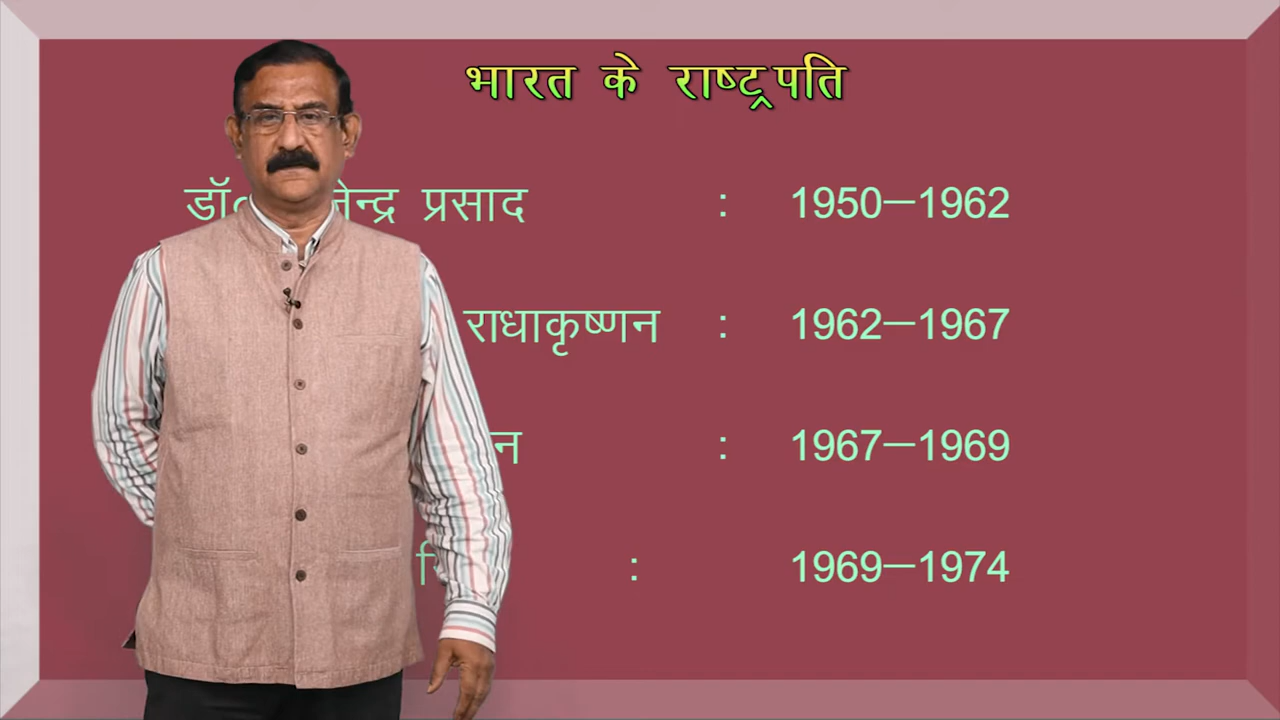 भारत के राष्ट्रपति
प्रसाद : 1950–1962
राधाकृष्णन : 1962–1967
: 1967–1969
: 1969–1974